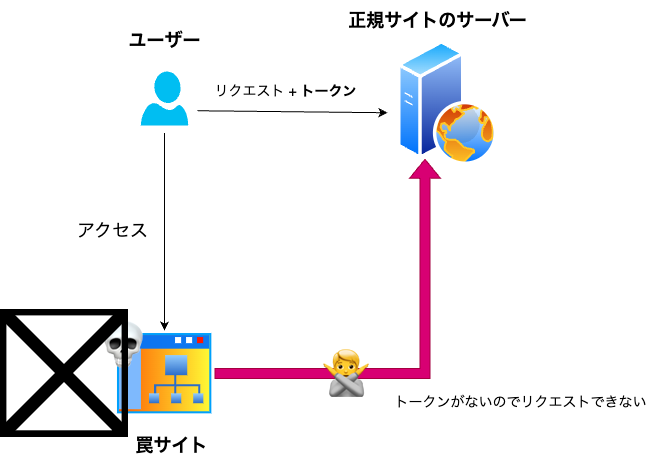 正規サイトのサーバー
ユーザー
リクエスト + トークン
アクセス
トークンがないのでリクエストできない
罠サイト